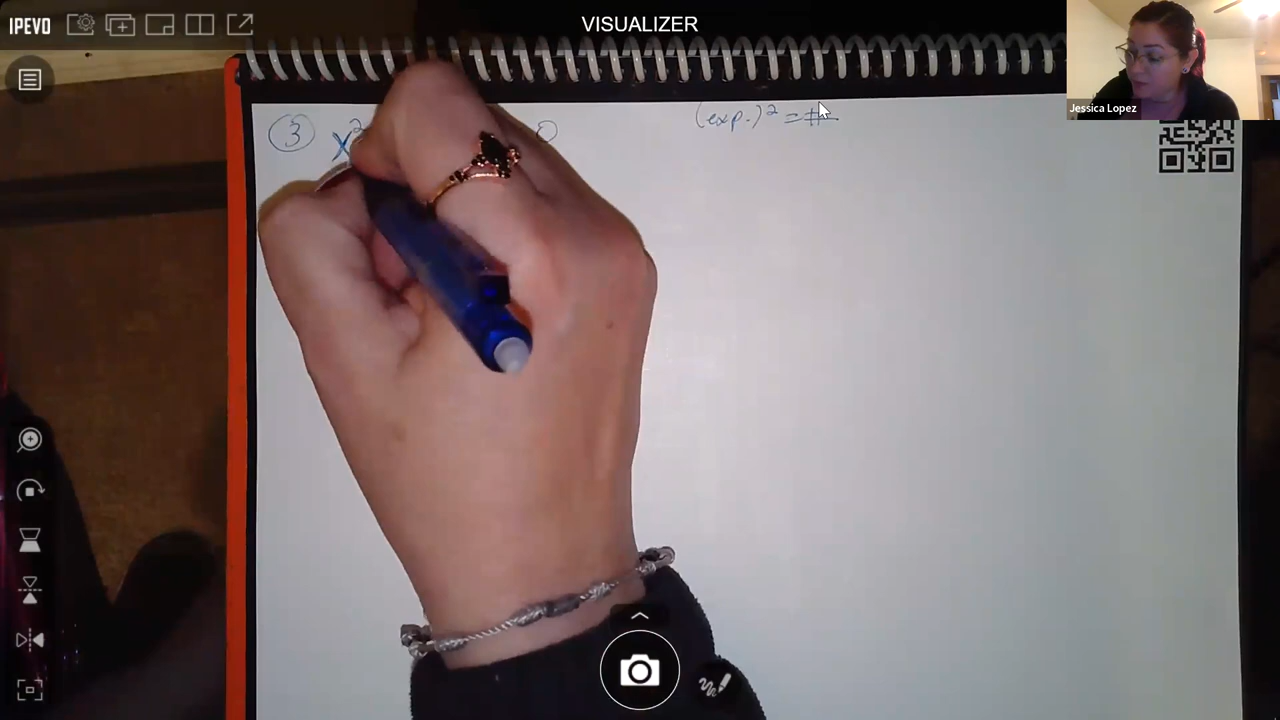 IPEVO
VISUALIZER
Jessica Lopez
③ x² 0
(exp.)² = #